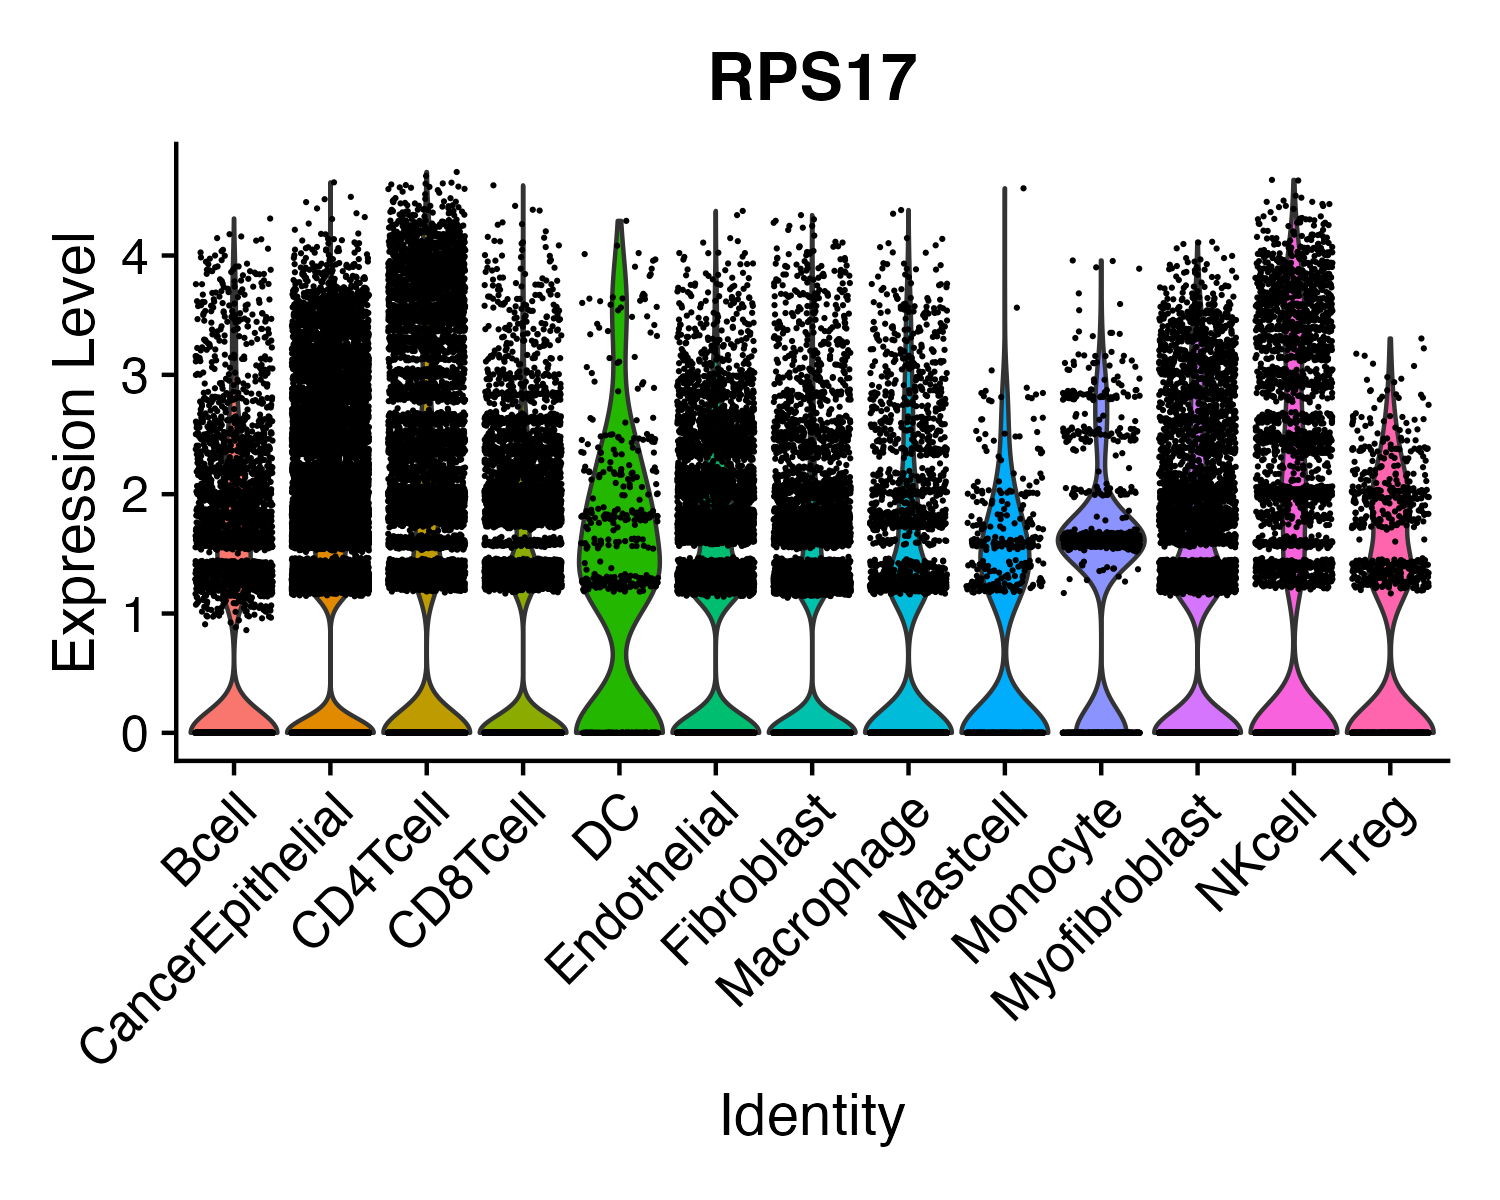 RPS17
Expression Level
4
3
2
1
0
Bcell
CancerEpithelial
CD4Tcell
CD8Tcell
DC
Endothelial
Fibroblast
Macrophage
Mastcell
Monocyte
Myofibroblast
NKcell
Treg
Identity